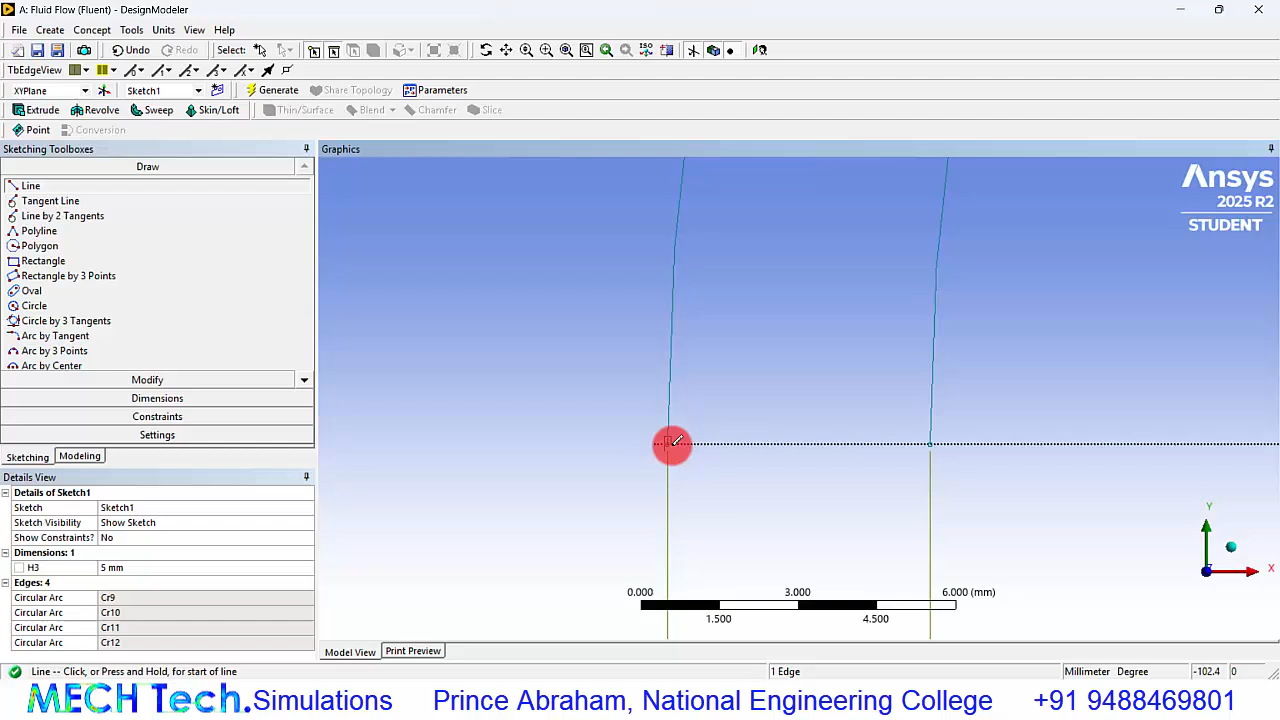 A: Fluid Flow (Fluent) - DesignModeler
File Create Concept Tools Units View Help
Undo Redo Select:
TbEdgeView
XYPlane Sketch1 Generate Share Topology Parameters
Extrude Revolve Sweep Skin/Loft Thin/Surface Blend Chamfer Slice
Point Conversion
Sketching Toolboxes
Draw
Line
Tangent Line
Line by 2 Tangents
Polyline
Polygon
Rectangle
Rectangle by 3 Points
Oval
Circle
Circle by 3 Tangents
Arc by Tangent
Arc by 3 Points
Arc by Center
Modify
Dimensions
Constraints
Settings
Sketching Modeling
Details View
Details of Sketch1
Sketch Sketch1
Sketch Visibility Show Sketch
Show Constraints? No
Dimensions: 1
H3 5 mm
Edges: 4
Circular Arc Cr9
Circular Arc Cr10
Circular Arc Cr11
Circular Arc Cr12
Graphics
Ansys
2025 R2
STUDENT
Y
X
0.000 3.000 6.000 (mm)
1.500 4.500
Model View Print Preview
Line -- Click, or Press and Hold, for start of line 1 Edge Millimeter Degree -102.4 0
MECH Tech.Simulations Prince Abraham, National Engineering College +91 9488469801